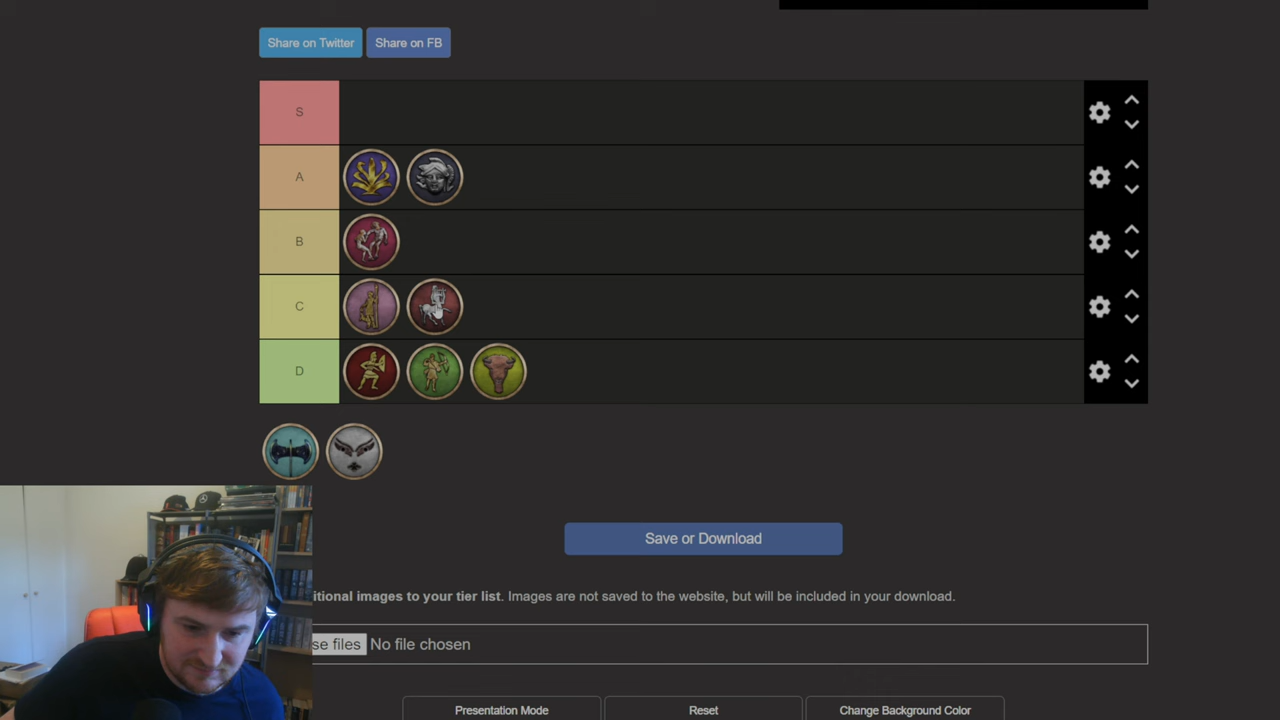 Share on Twitter Share on FB
S
A
B
C
D
Save or Download
itional images to your tier list. Images are not saved to the website, but will be included in your download.
se files No file chosen
Presentation Mode Reset Change Background Color